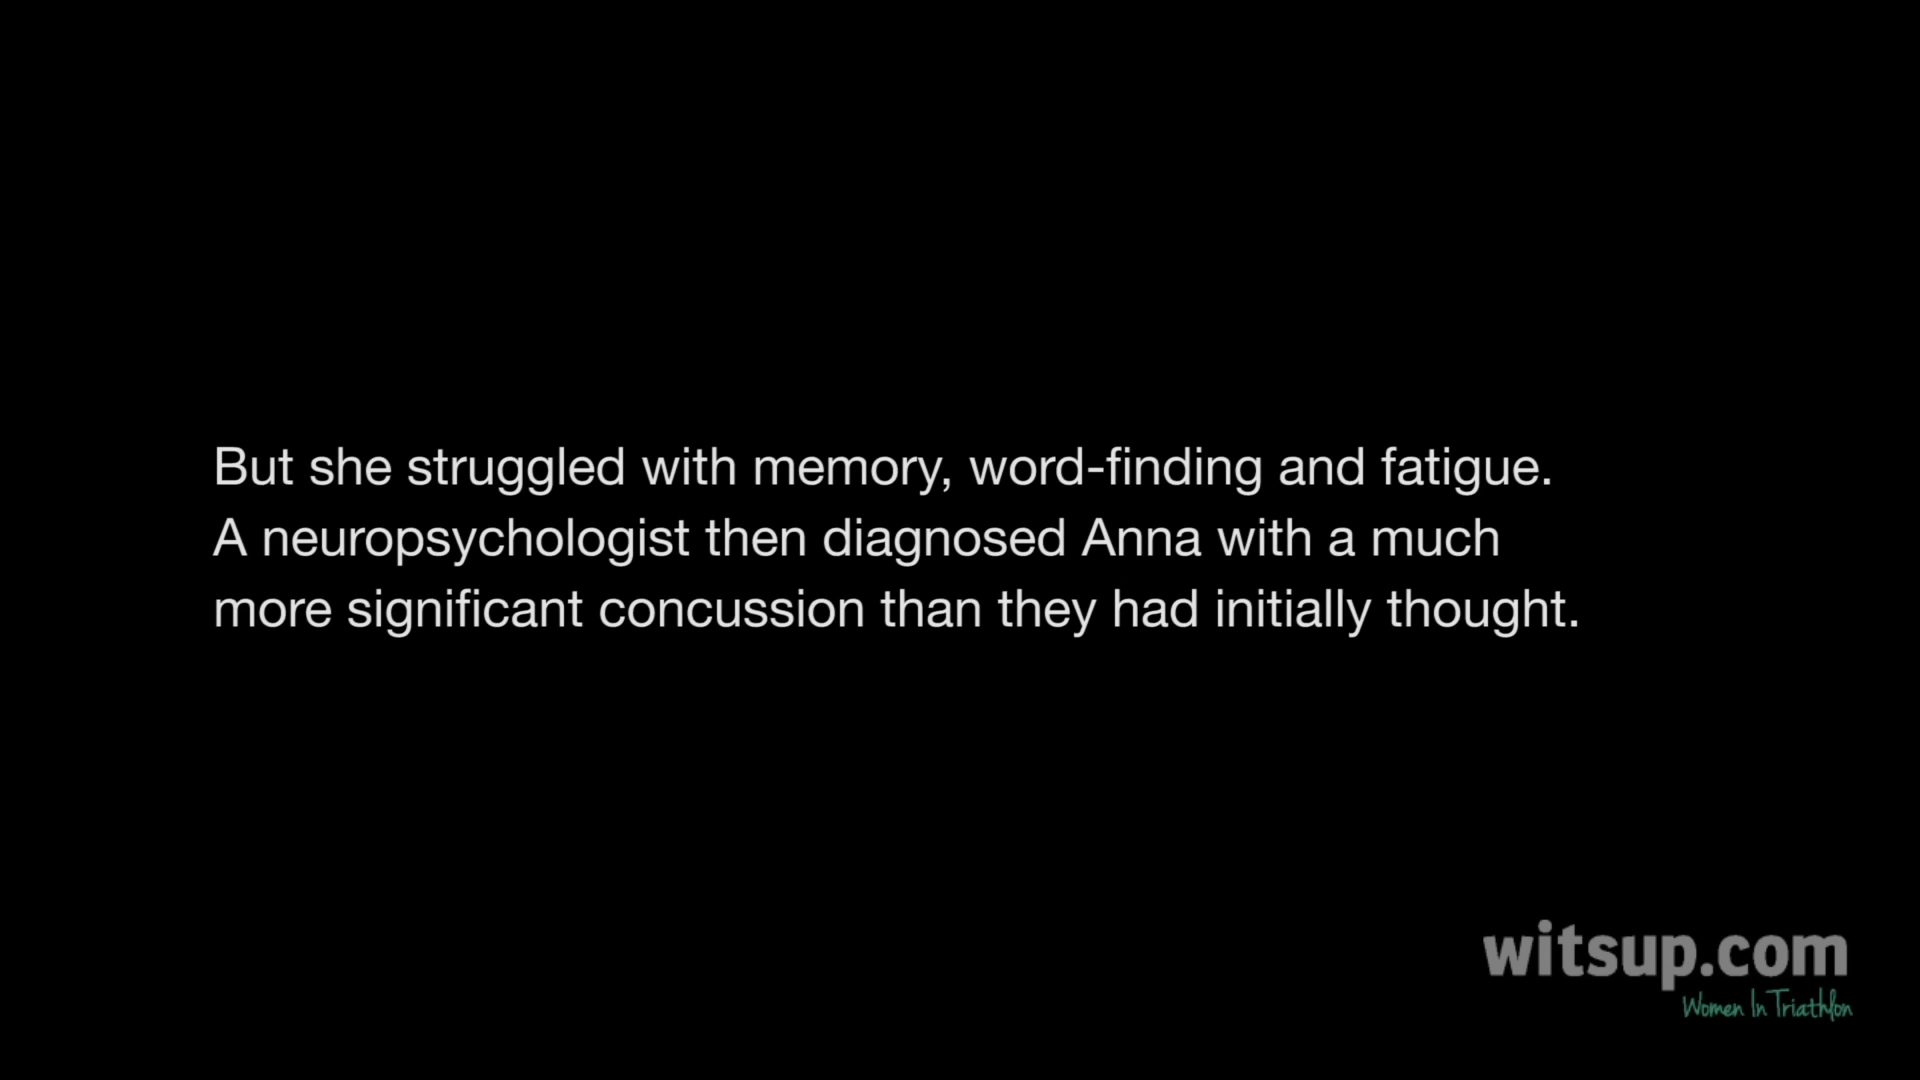 But she struggled with memory, word-finding and fatigue.
A neuropsychologist then diagnosed Anna with a much
more significant concussion than they had initially thought.
witsup.com
Women In Triathlon